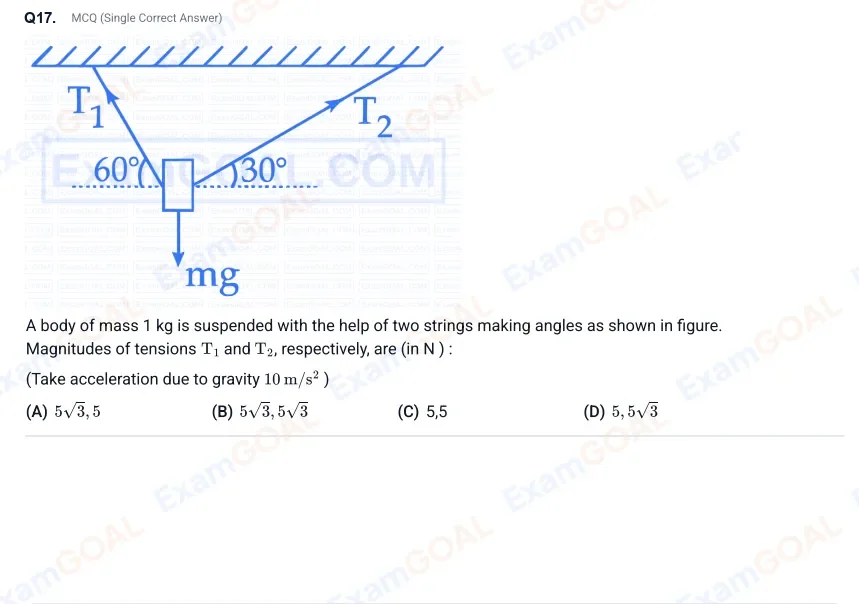 Q17. MCQ (Single Correct Answer)
T₁
T₂
60°
30°
mg
A body of mass 1 kg is suspended with the help of two strings making angles as shown in figure.
Magnitudes of tensions T₁ and T₂, respectively, are (in N ) :
(Take acceleration due to gravity 10 m/s² )
(A) 5√3, 5 (B) 5√3, 5√3 (C) 5,5 (D) 5, 5√3
ExamGOAL
EXAMGOAL.COM